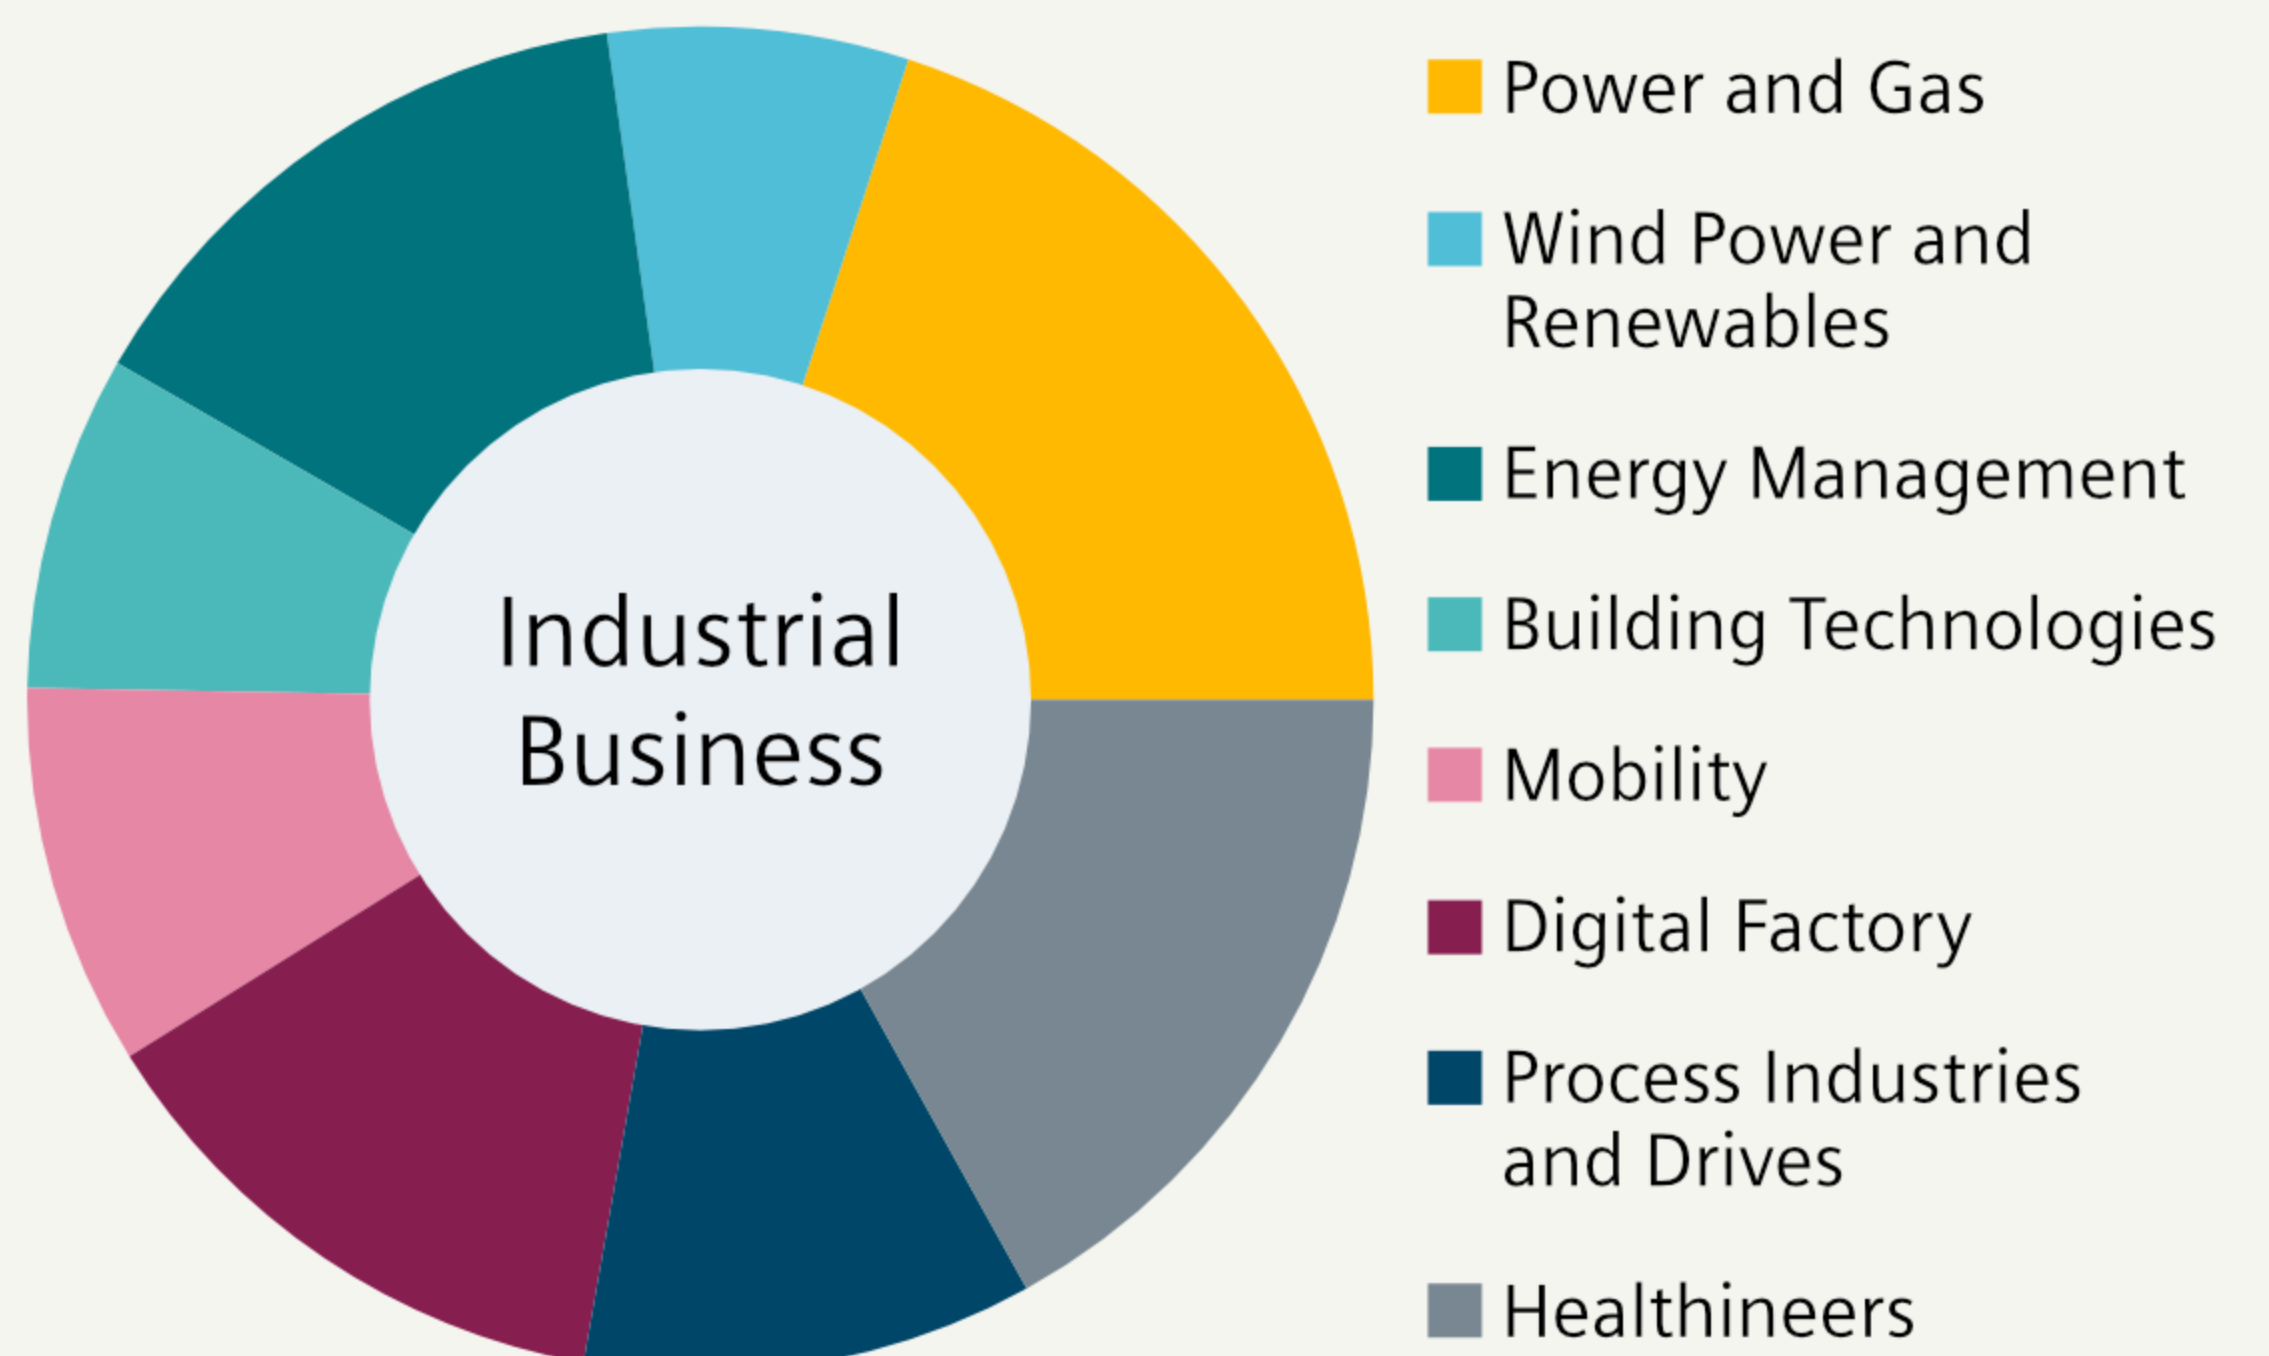 Industrial
Business
Power and Gas
Wind Power and
Renewables
Energy Management
Building Technologies
Mobility
Digital Factory
Process Industries
and Drives
Healthineers